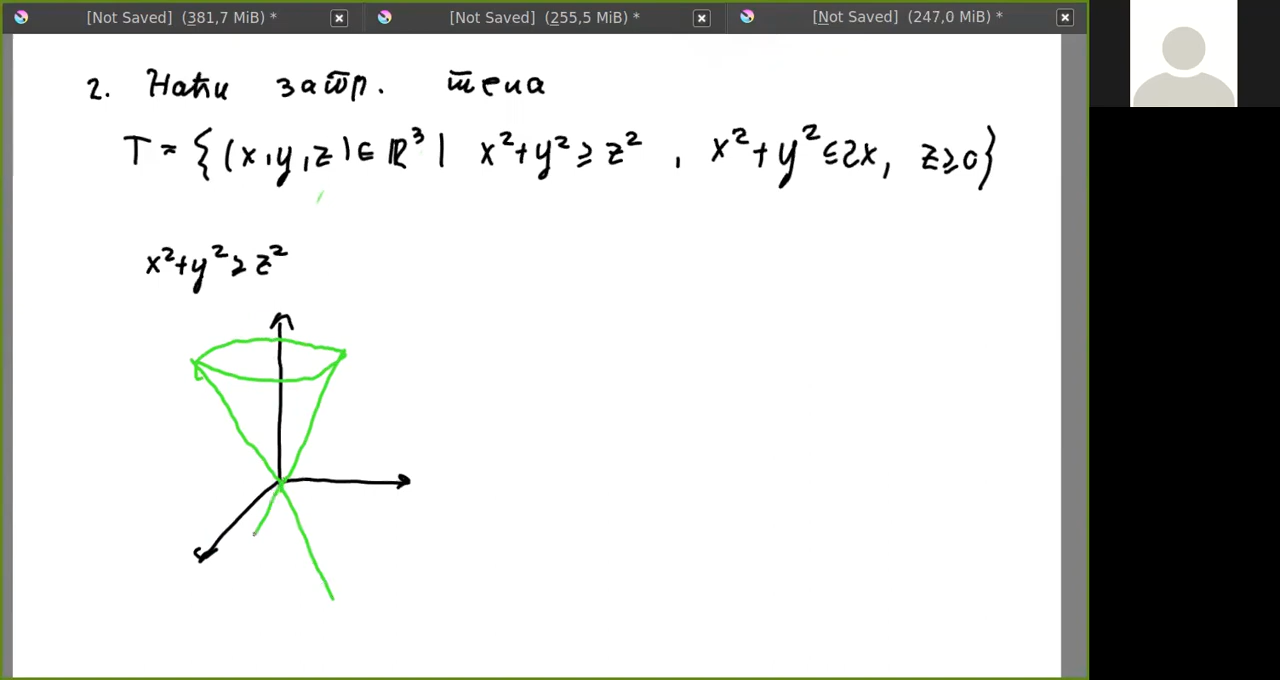 [Not Saved] (381,7 MiB) * [Not Saved] (255,5 MiB) * [Not Saved] (247,0 MiB) *
2. Наћи запр. тела
T = {(x,y,z) ∈ ℝ³ | x²+y² ≥ z² , x²+y² ≤ 2x, z ≥ 0}
x²+y² ≥ z²